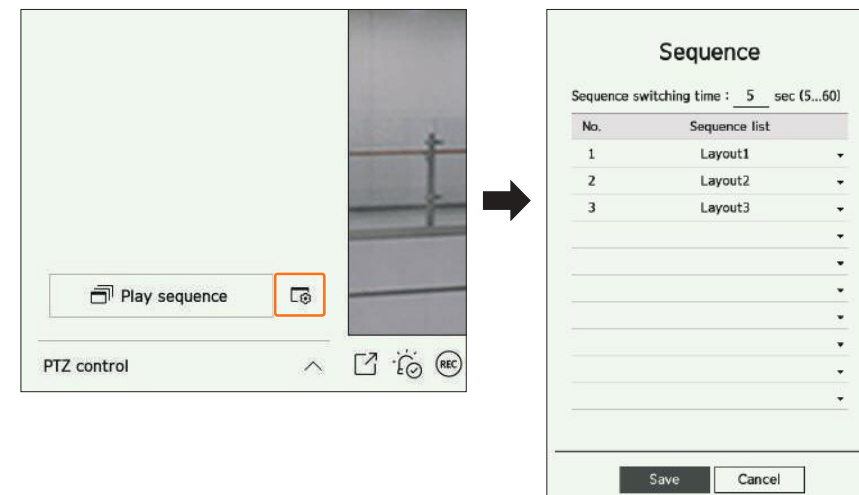 Play sequence
PTZ control
REC
Sequence
Sequence switching time : 5 sec (5...60)
No. Sequence list
1 Layout1
2 Layout2
3 Layout3
Save Cancel